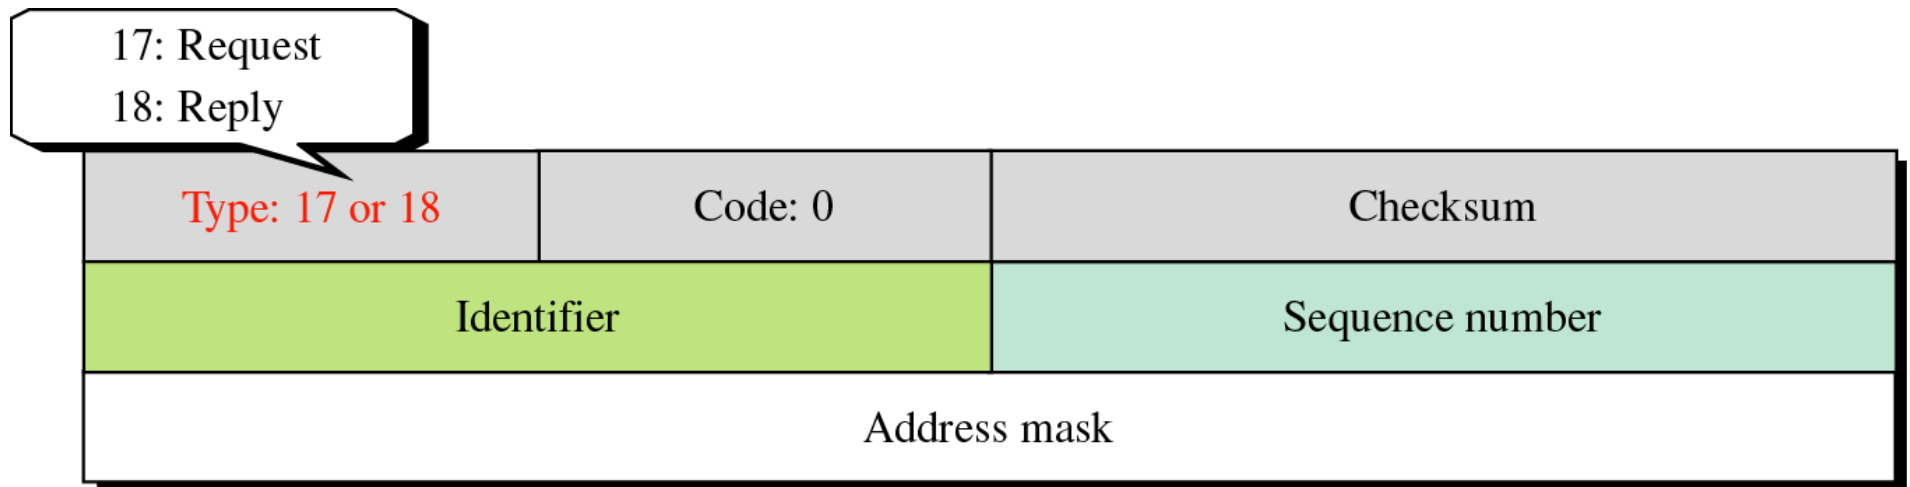 17: Request
18: Reply
Type: 17 or 18
Code: 0
Checksum
Identifier
Sequence number
Address mask